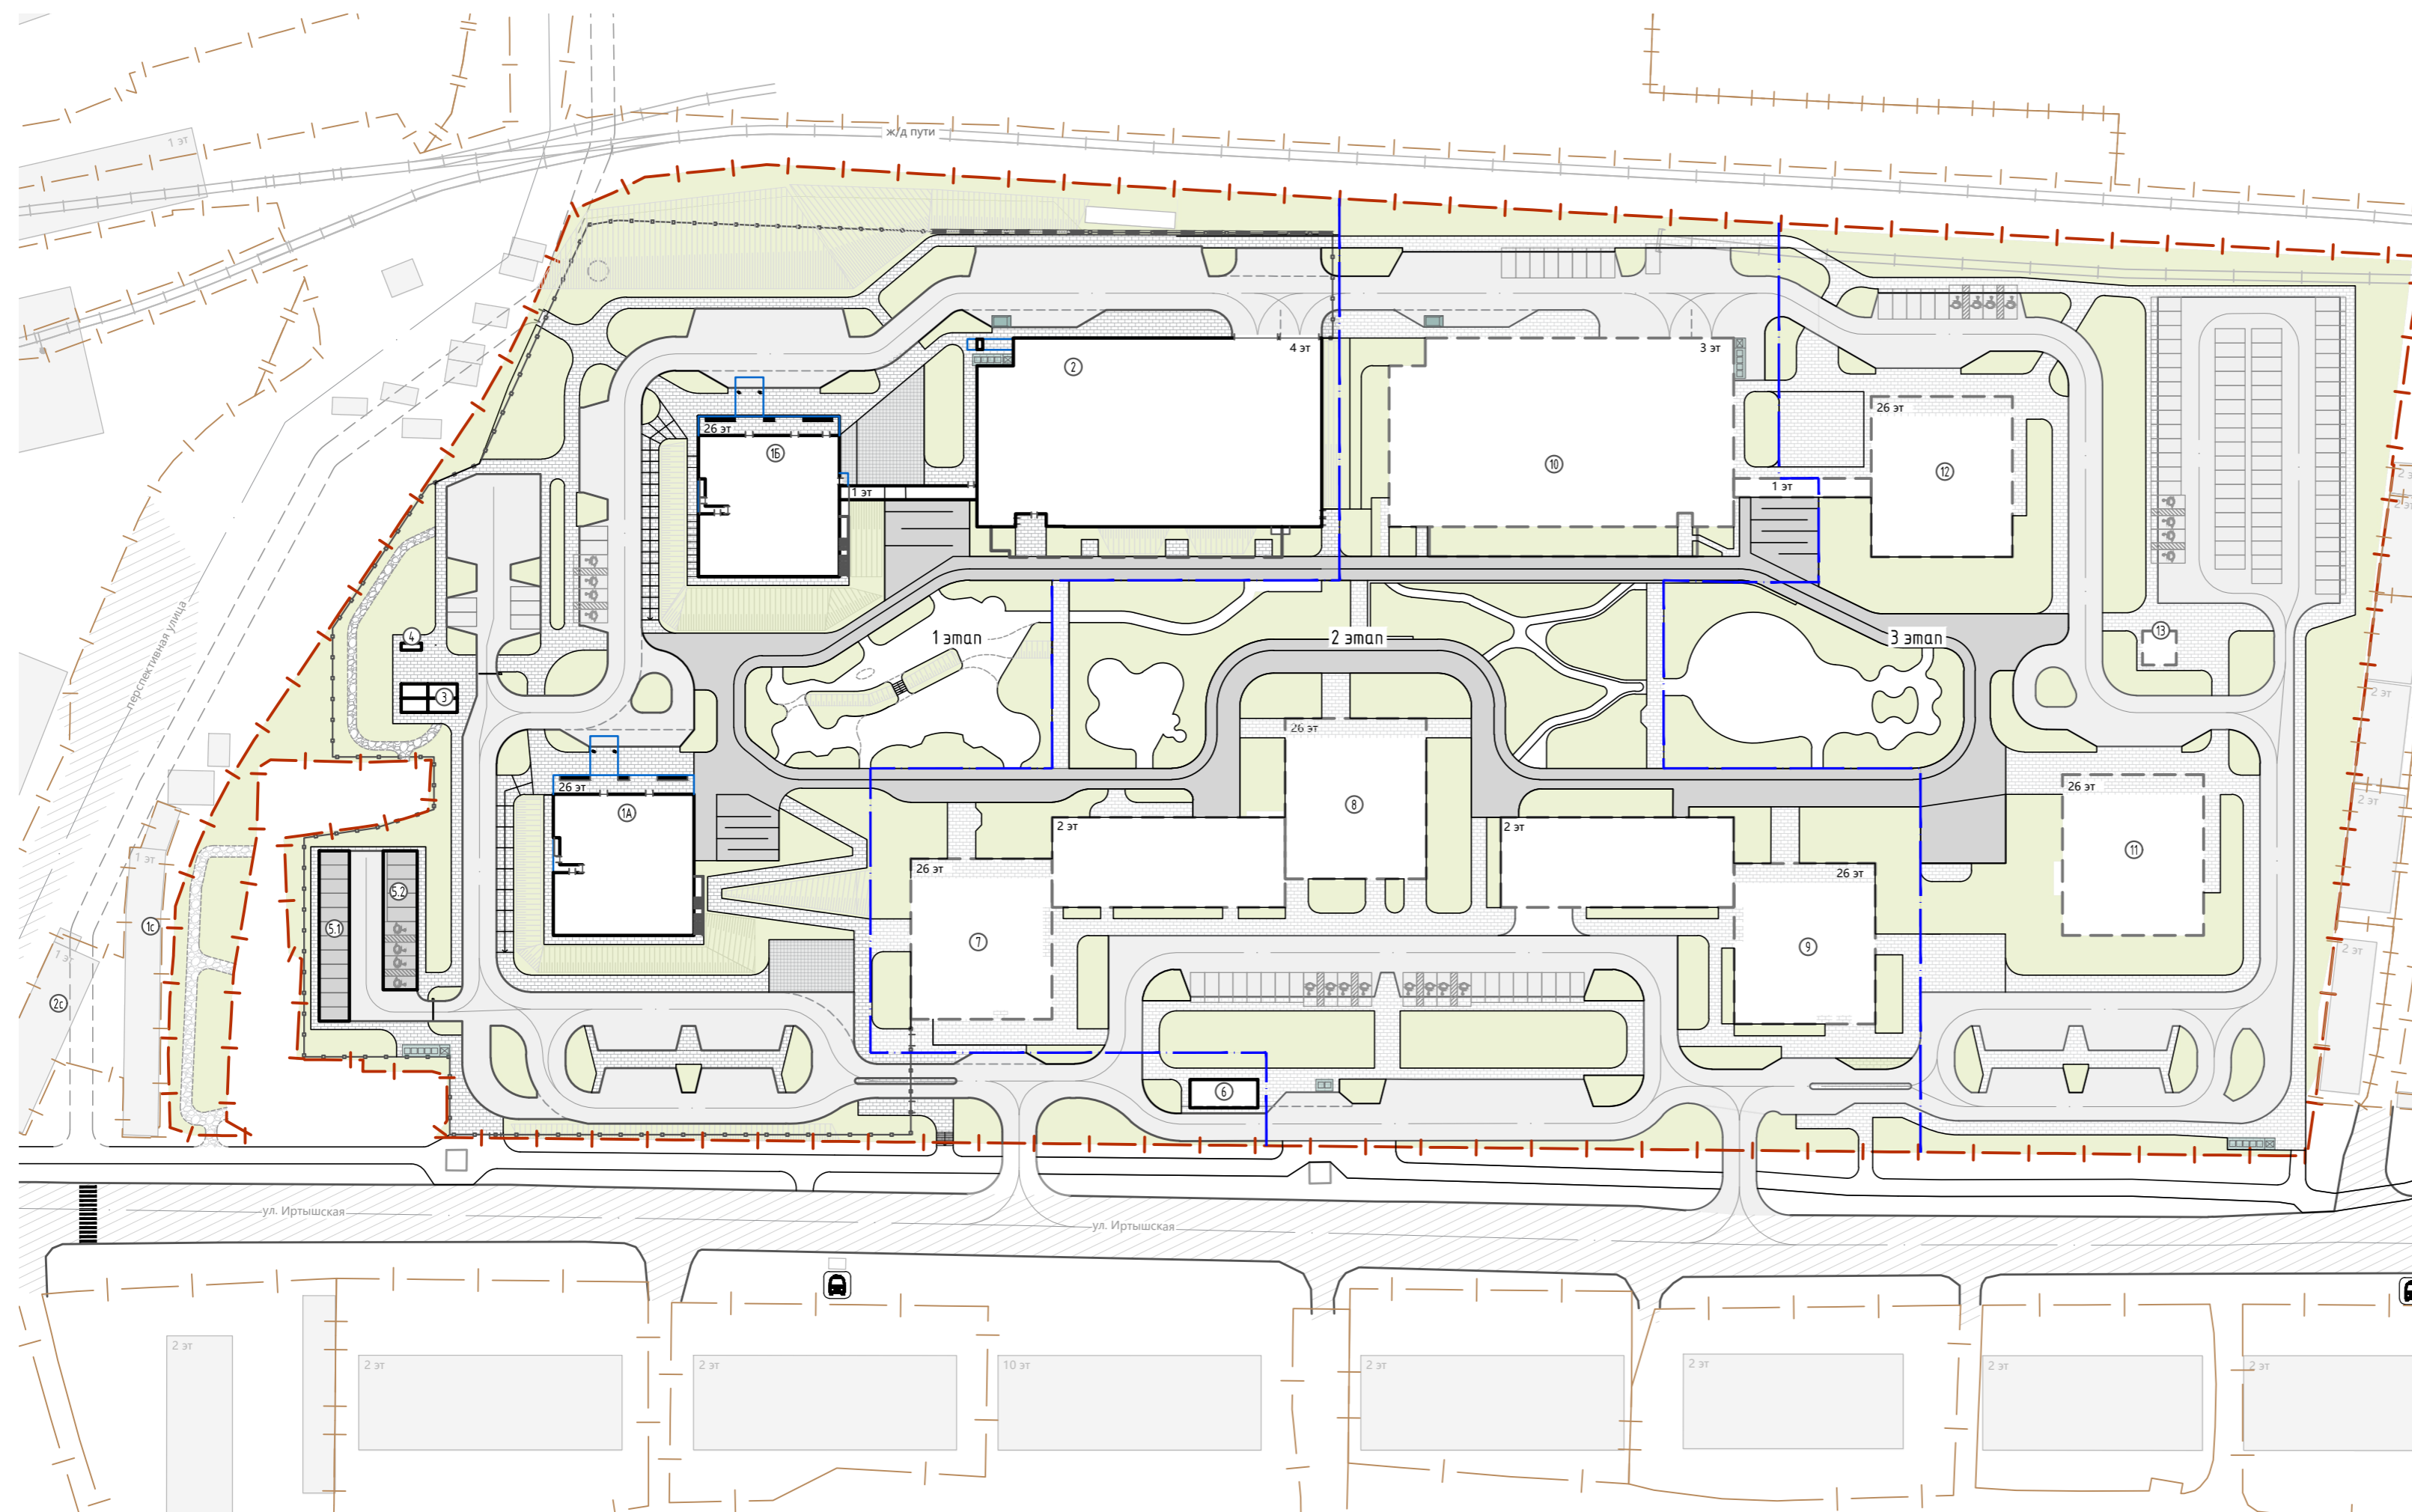 ж/д пути
1 эт
4 эт
3 эт
2
26 эт
26 эт
1Б
10
12
1 эт
1 эт
перспективная улица
4
1 этап
2 этап
3 этап
13
3
2 эт
26 эт
26 эт
26 эт
2 эт
8
1А
2 эт
2 эт
1 эт
26 эт
26 эт
11
5.2
5.1
1с
7
9
1 эт
2с
6
ул. Иртышская
ул. Иртышская
2 эт
2 эт
2 эт
10 эт
2 эт
2 эт
2 эт
2 эт